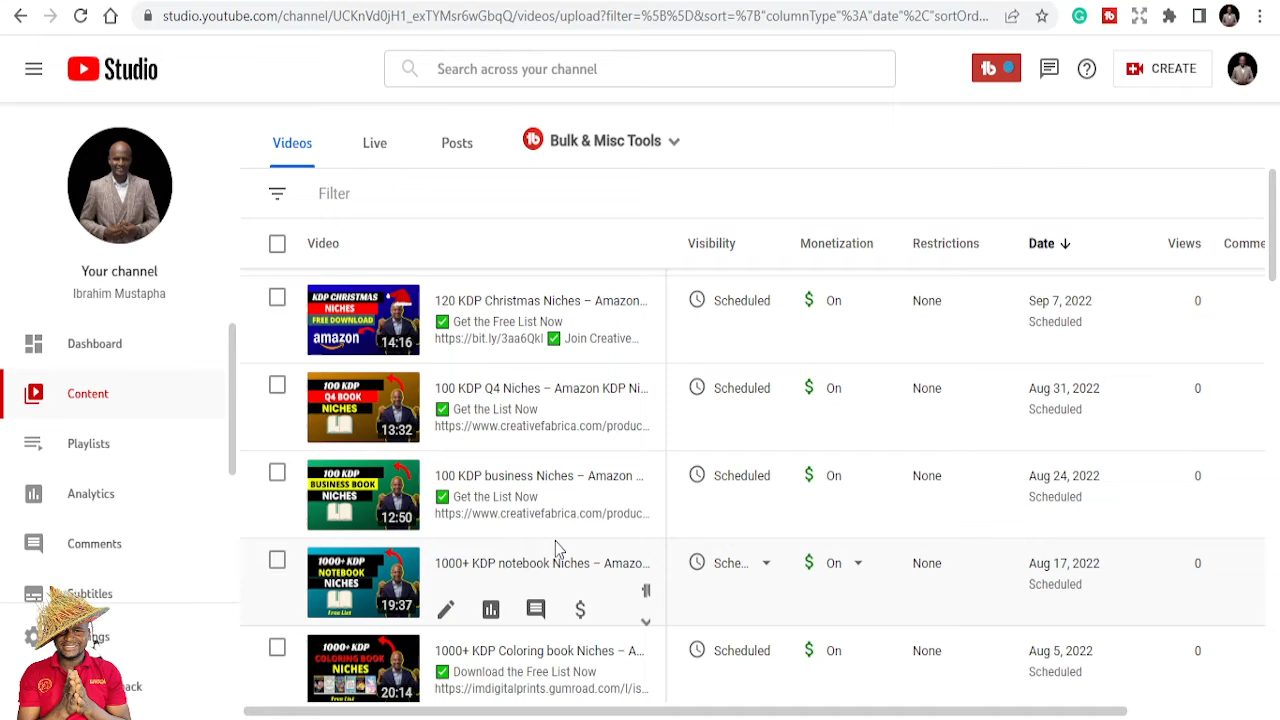 studio.youtube.com/channel/UCKnVd0jH1_exTYMsr6wGbqQ/videos/upload?filter=%5B%5D&sort=%7B"columnType"%3A"date"%2C"sortOrd...
Studio
Search across your channel
CREATE
Your channel
Ibrahim Mustapha
Dashboard
Content
Playlists
Analytics
Comments
Videos
Live
Posts
Bulk & Misc Tools
Filter
Video
Visibility
Monetization
Restrictions
Date
Views
Comme
KDP CHRISTMAS
NICHES
FREE DOWNLOAD
amazon
14:16
120 KDP Christmas Niches – Amazon...
Get the Free List Now
https://bit.ly/3aa6QkI ✅ Join Creative...
Scheduled
$ On
None
Sep 7, 2022
Scheduled
0
100 KDP
Q4 BOOK
NICHES
13:32
100 KDP Q4 Niches – Amazon KDP Ni...
Get the List Now
https://www.creativefabrica.com/produc...
Scheduled
$ On
None
Aug 31, 2022
Scheduled
0
100 KDP
BUSINESS BOOK
NICHES
12:50
100 KDP business Niches – Amazon ...
Get the List Now
https://www.creativefabrica.com/produc...
Scheduled
$ On
None
Aug 24, 2022
Scheduled
0
1000+ KDP
NOTEBOOK
NICHES
Free List
19:37
1000+ KDP notebook Niches – Amazo...
Sche...
$ On
None
Aug 17, 2022
Scheduled
0
1000+ KDP
COLORING BOOK
NICHES
Free List
20:14
1000+ KDP Coloring book Niches – A...
Download the Free List Now
https://imdigitalprints.gumroad.com/l/is...
Scheduled
$ On
None
Aug 5, 2022
Scheduled
0